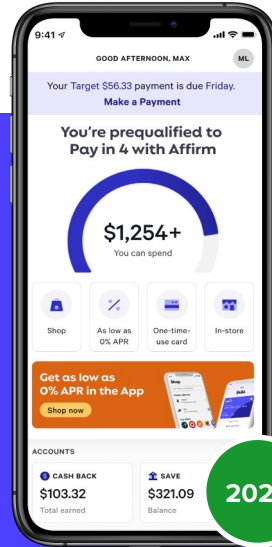 9:41
GOOD AFTERNOON, MAX
ML
Your Target $56.33 payment is due Friday.
Make a Payment
You're prequalified to
Pay in 4 with Affirm
$1,254+
You can spend
Shop
As low as
0% APR
One-time-
use card
In-store
Get as low as
0% APR in the App
Shop now
Shop
ACCOUNTS
CASH BACK
$103.32
Total earned
SAVE
$321.09
Balance
202